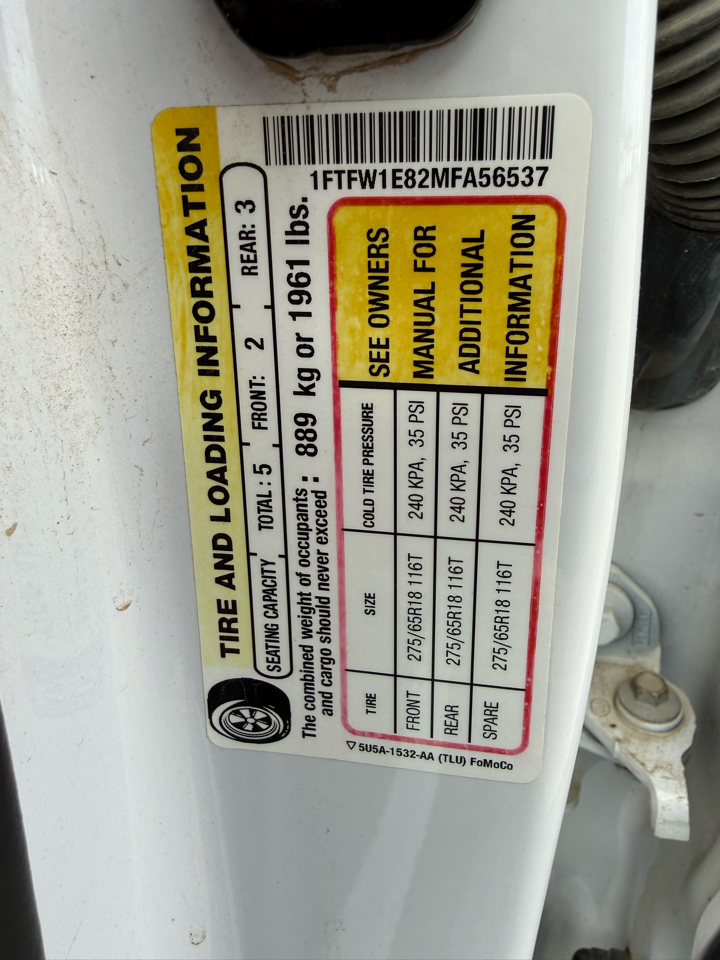 1FTFW1E82MFA56537
TIRE AND LOADING INFORMATION
SEATING CAPACITY TOTAL : 5 FRONT: 2 REAR: 3
The combined weight of occupants
and cargo should never exceed : 889 kg or 1961 lbs.
TIRE SIZE COLD TIRE PRESSURE
FRONT 275/65R18 116T 240 KPA, 35 PSI
REAR 275/65R18 116T 240 KPA, 35 PSI
SPARE 275/65R18 116T 240 KPA, 35 PSI
SEE OWNERS
MANUAL FOR
ADDITIONAL
INFORMATION
5U5A-1532-AA (TLU) FoMoCo